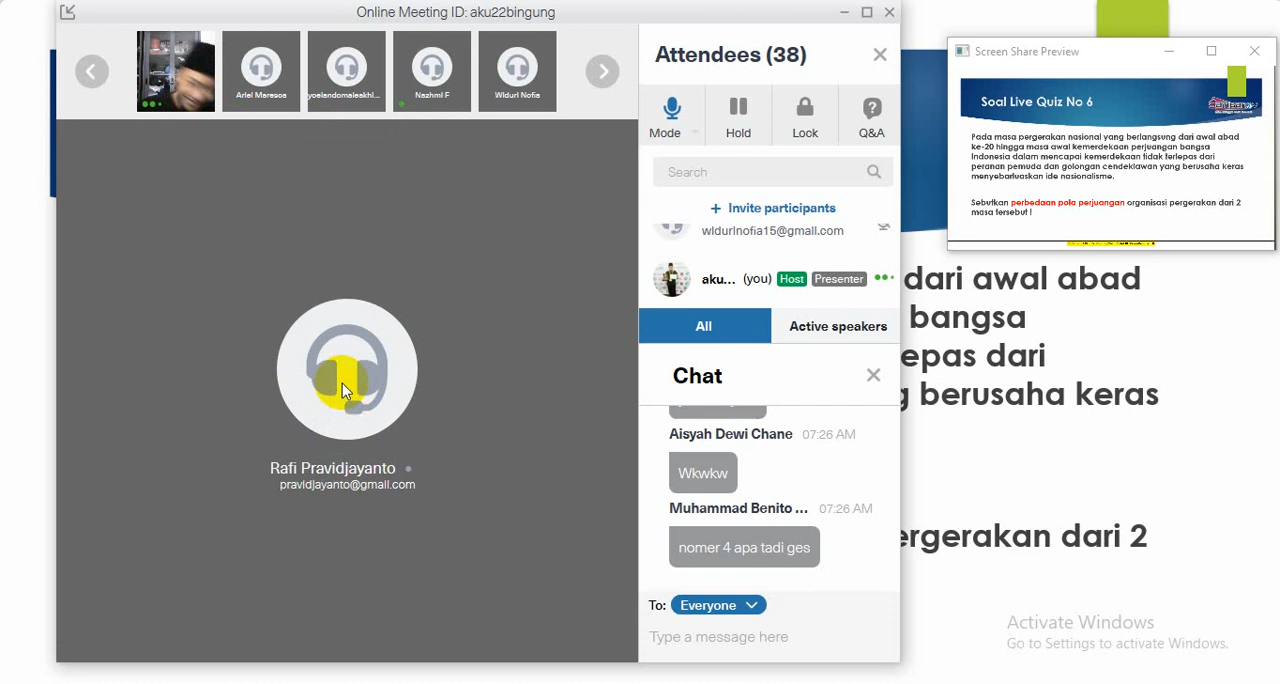 Online Meeting ID: aku22bingung
Ariel Maresca
yoelandomaleakhl...
Nazhmi F
Wldurl Nofia
Attendees (38)
Mode
Hold
Lock
Q&A
Search
+ Invite participants
wldurlnofia15@gmall.com
aku... (you) Host Presenter
All
Active speakers
Chat
Aisyah Dewi Chane 07:26 AM
Wkwkw
Muhammad Benito ... 07:26 AM
nomer 4 apa tadi ges
To: Everyone
Type a message here
Rafi Pravidjayanto
pravidjayanto@gmail.com
Screen Share Preview
Soal Live Quiz No 6
Pada masa pergerakan nasional yang berlangsung dari awal abad
ke-20 hingga masa awal kemerdekaan perjuangan bangsa
Indonesia dalam mencapai kemerdekaan tidak terlepas dari
peranan pemuda dan golongan cendeklawan yang berusaha keras
menyebarluaskan ide nasionalisme.
Sebutkan perbedaan pola perjuangan organisasi pergerakan dari 2
masa tersebut !
dari awal abad
bangsa
epas dari
g berusaha keras
ergerakan dari 2
Activate Windows
Go to Settings to activate Windows.